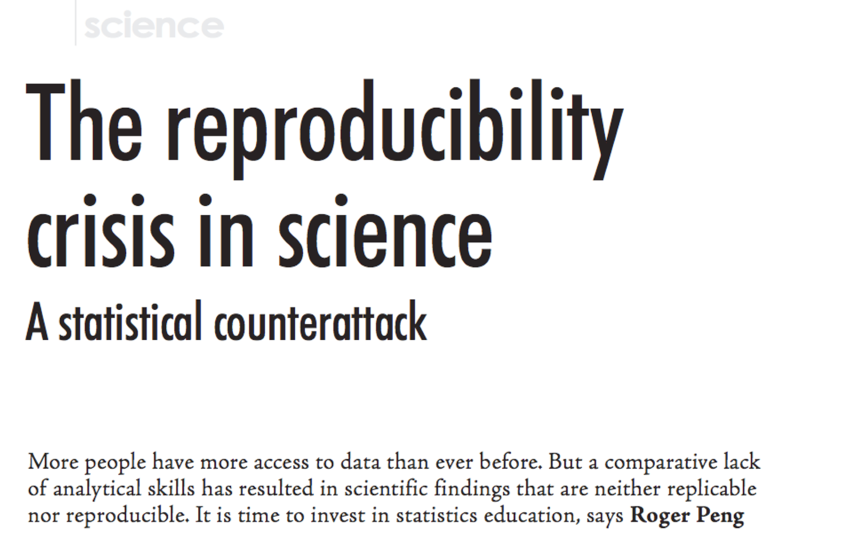 science
The reproducibility
crisis in science
A statistical counterattack
More people have more access to data than ever before. But a comparative lack
of analytical skills has resulted in scientific findings that are neither replicable
nor reproducible. It is time to invest in statistics education, says Roger Peng